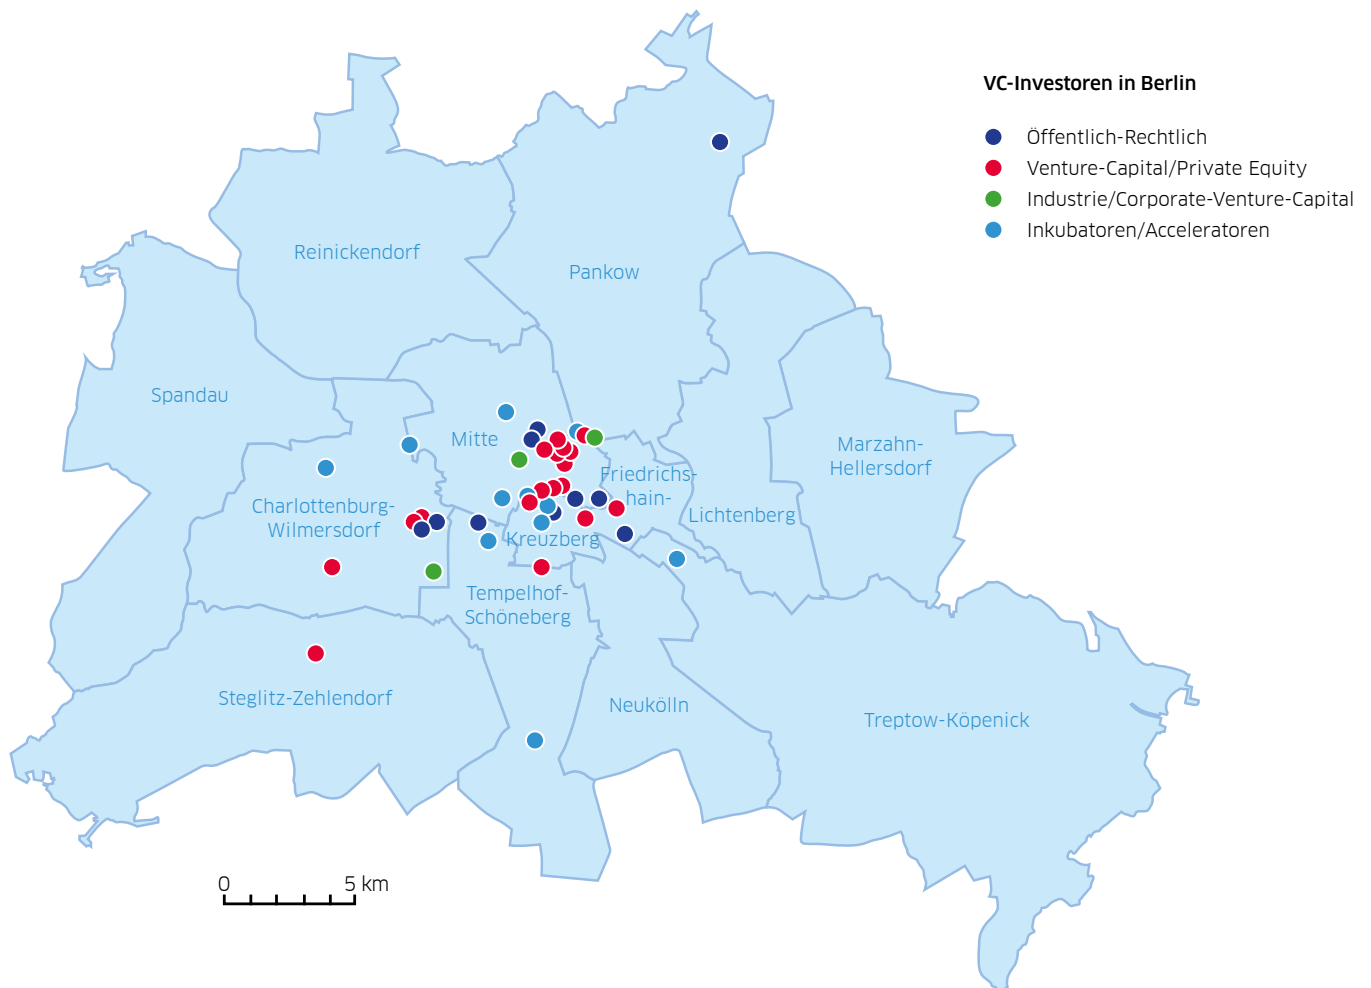 VC-Investoren in Berlin
Öffentlich-Rechtlich
Venture-Capital/Private Equity
Industrie/Corporate-Venture-Capital
Inkubatoren/Acceleratoren
Reinickendorf
Pankow
Spandau
Mitte
Marzahn-
Hellersdorf
Friedrichs-
hain-
Kreuzberg
Charlottenburg-
Wilmersdorf
Lichtenberg
Tempelhof-
Schöneberg
Steglitz-Zehlendorf
Neukölln
Treptow-Köpenick
0 5 km